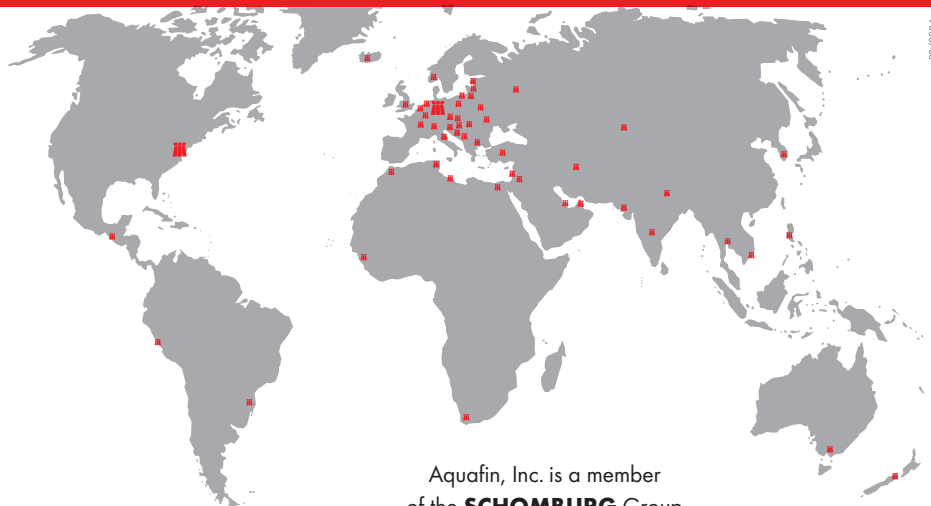 Aquafin, Inc. is a member
of the SCHOMBURG Group